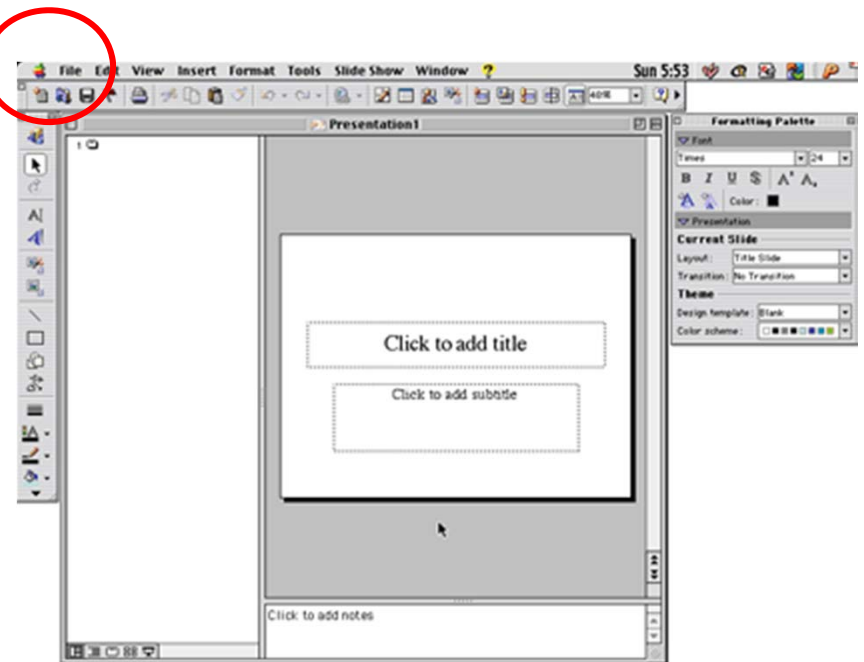 File Edit View Insert Format Tools Slide Show Window ? Sun 5:53
40%
Presentation1
Formatting Palette
1
Font
Times 24
B I U S A A
Color:
Presentation
Current Slide
Layout: Title Slide
Transition: No Transition
Theme
Design template: Blank
Color scheme:
Click to add title
Click to add subtitle
Click to add notes